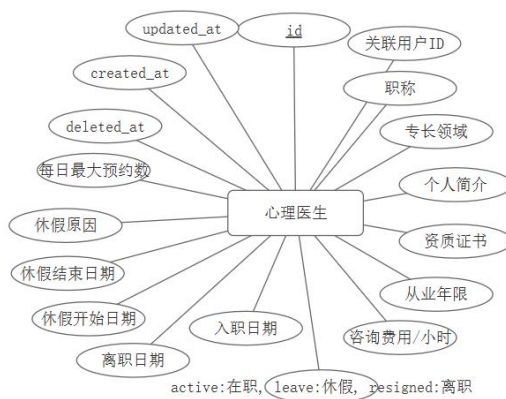 updated_at
id
关联用户ID
created_at
职称
deleted_at
专长领域
每日最大预约数
个人简介
心理医生
休假原因
资质证书
休假结束日期
从业年限
休假开始日期
入职日期
咨询费用/小时
离职日期
active:在职, leave:休假, resigned:离职